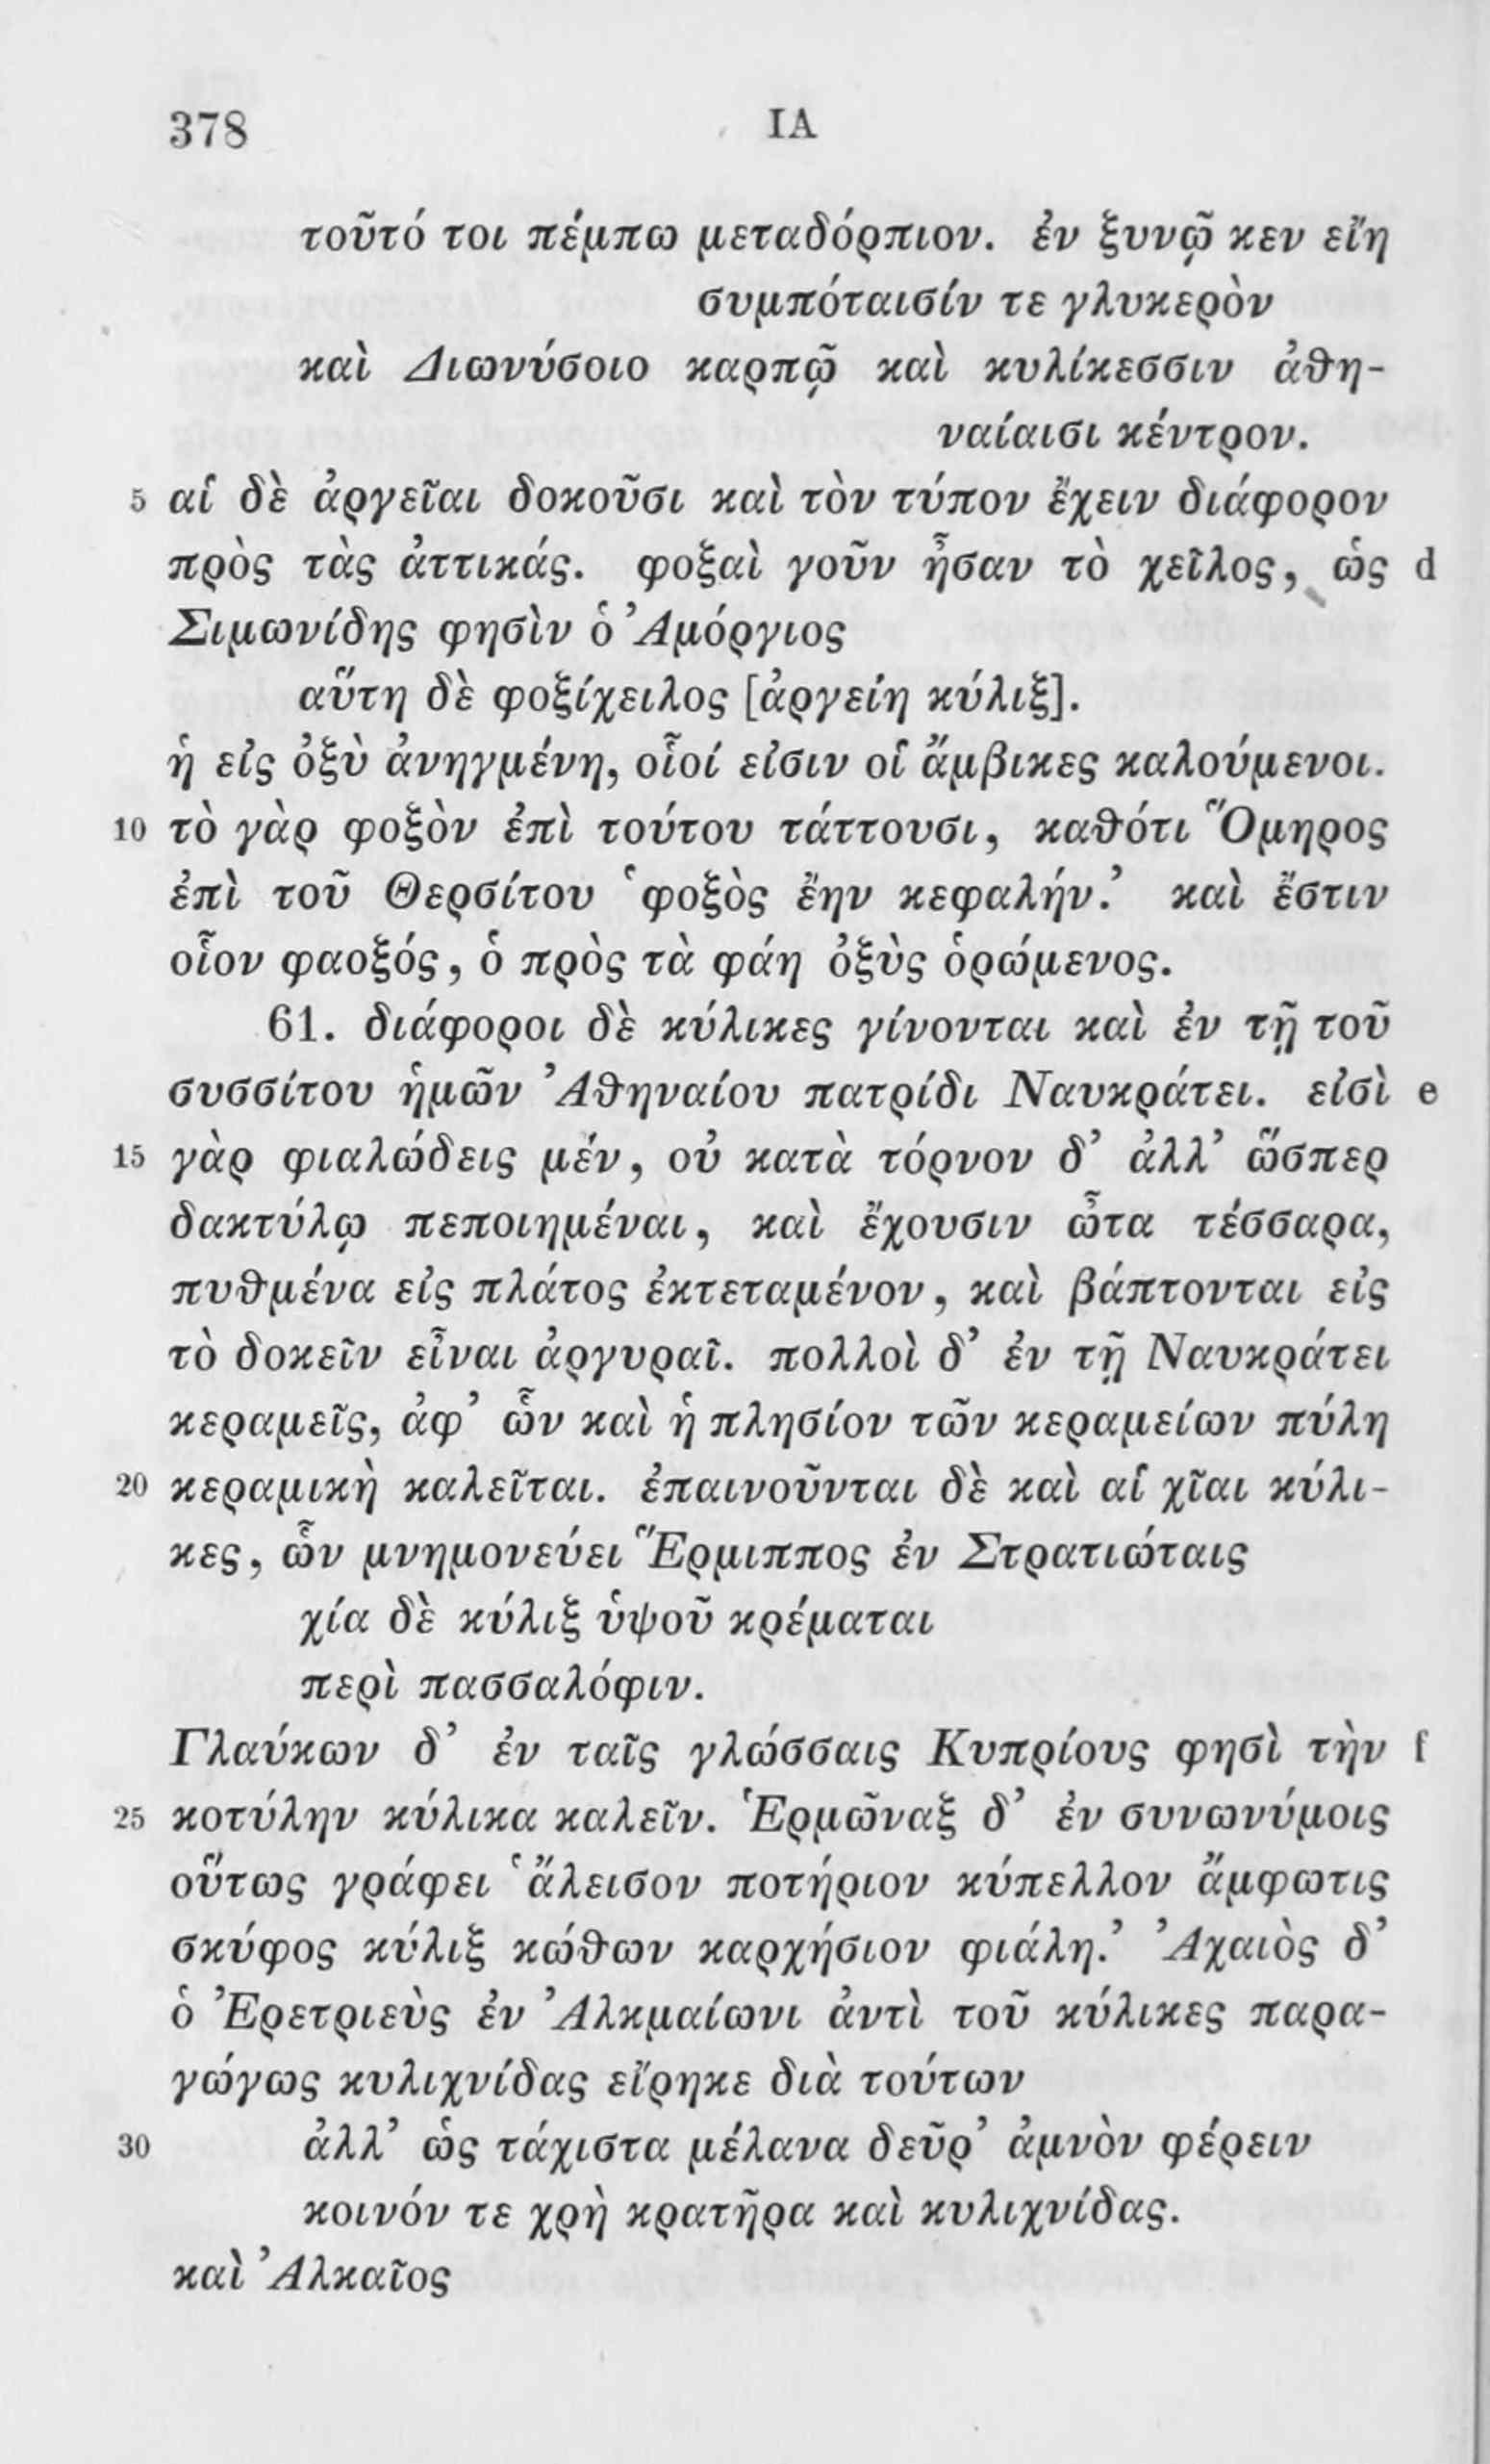 378 IA
τοῦτό τοι πέμπω μεταδόρπιον. ἐν ξυνῷ κεν εἴη
συμπόταισίν τε γλυκερὸν
καὶ Διωνύσοιο καρπῷ καὶ κυλίκεσσιν ἀθη-
ναίαισι κέντρον.
5 αἱ δὲ ἀργεῖαι δοκοῦσι καὶ τὸν τύπον ἔχειν διάφορον
πρὸς τὰς ἀττικάς. φοξαὶ γοῦν ἦσαν τὸ χεῖλος, ὡς d
Σιμωνίδης φησὶν ὁ Ἀμόργιος
αὕτη δὲ φοξίχειλος [ἀργείη κύλιξ].
ἡ εἰς ὀξὺ ἀνηγμένη, οἷοί εἰσιν οἱ ἄμβικες καλούμενοι.
10 τὸ γὰρ φοξὸν ἐπὶ τούτου τάττουσι, καθότι Ὅμηρος
ἐπὶ τοῦ Θερσίτου ‛φοξὸς ἔην κεφαλήν.’ καὶ ἔστιν
οἷον φαοξός, ὁ πρὸς τὰ φάη ὀξὺς ὁρώμενος.
61. διάφοροι δὲ κύλικες γίνονται καὶ ἐν τῇ τοῦ
συσσίτου ἡμῶν Ἀθηναίου πατρίδι Ναυκράτει. εἰσὶ e
15 γὰρ φιαλώδεις μέν, οὐ κατὰ τόρνον δ’ ἀλλ’ ὥσπερ
δακτύλῳ πεποιημέναι, καὶ ἔχουσιν ὦτα τέσσαρα,
πυθμένα εἰς πλάτος ἐκτεταμένον, καὶ βάπτονται εἰς
τὸ δοκεῖν εἶναι ἀργυραῖ. πολλοὶ δ’ ἐν τῇ Ναυκράτει
κεραμεῖς, ἀφ’ ὧν καὶ ἡ πλησίον τῶν κεραμείων πύλη
20 κεραμικὴ καλεῖται. ἐπαινοῦνται δὲ καὶ αἱ χῖαι κύλι-
κες, ὧν μνημονεύει Ἕρμιππος ἐν Στρατιώταις
χία δὲ κύλιξ ὑψοῦ κρέμαται
περὶ πασσαλόφιν.
Γλαύκων δ’ ἐν ταῖς γλώσσαις Κυπρίους φησὶ τὴν f
25 κοτύλην κύλικα καλεῖν. Ἑρμῶναξ δ’ ἐν συνωνύμοις
οὕτως γράφει ‛ἄλεισον ποτήριον κύπελλον ἄμφωτις
σκύφος κύλιξ κώθων καρχήσιον φιάλη.’ Ἀχαιὸς δ’
ὁ Ἐρετριεὺς ἐν Ἀλκμαίωνι ἀντὶ τοῦ κύλικες παρα-
γώγως κυλιχνίδας εἴρηκε διὰ τούτων
30 ἀλλ’ ὡς τάχιστα μέλανα δεῦρ’ ἀμνὸν φέρειν
κοινόν τε χρὴ κρατῆρα καὶ κυλιχνίδας.
καὶ Ἀλκαῖος